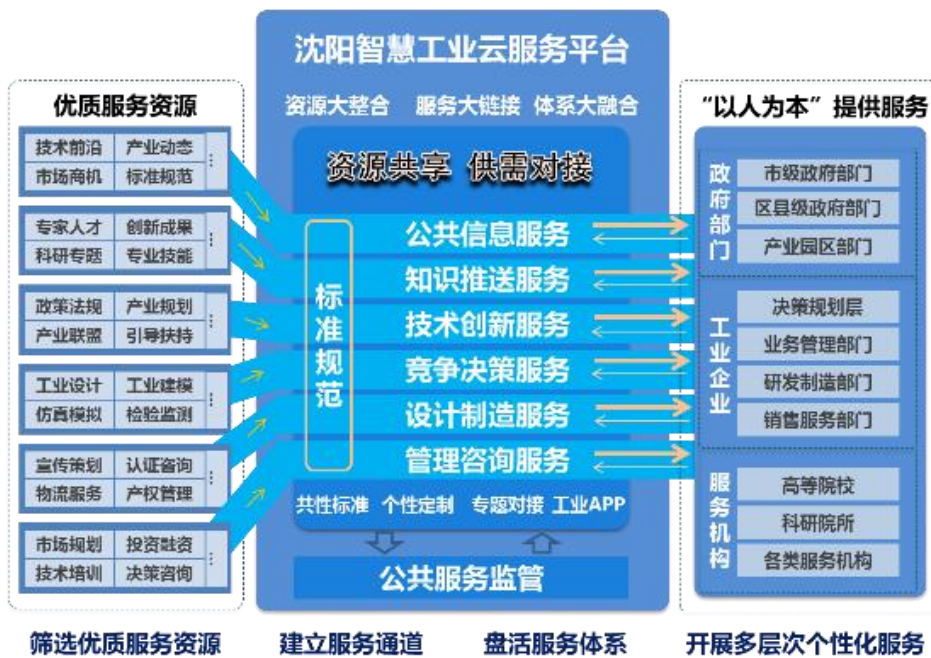 沈阳智慧工业云服务平台
资源大整合 服务大链接 体系大融合
资源共享 供需对接
优质服务资源
技术前沿 产业动态
市场商机 标准规范
专家人才 创新成果
科研专题 专业技能
政策法规 产业规划
产业联盟 引导扶持
工业设计 工业建模
仿真模拟 检验监测
宣传策划 认证咨询
物流服务 产权管理
市场规划 投资融资
技术培训 决策咨询
标准规范
公共信息服务
知识推送服务
技术创新服务
竞争决策服务
设计制造服务
管理咨询服务
共性标准 个性定制 专题对接 工业APP
公共服务监管
“以人为本”提供服务
政府部门
市级政府部门
区县级政府部门
产业园区部门
工业企业
决策规划层
业务管理部门
研发制造部门
销售服务部门
服务机构
高等院校
科研院所
各类服务机构
筛选优质服务资源 建立服务通道 盘活服务体系 开展多层次个性化服务